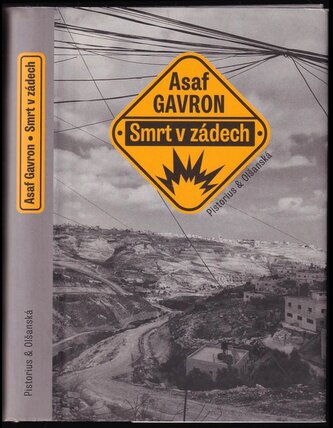 Asaf Gavron • Smrt v zádech
Pistorius & Olšanská
Asaf
GAVRON
Smrt v zádech
Pistorius & Olšanská